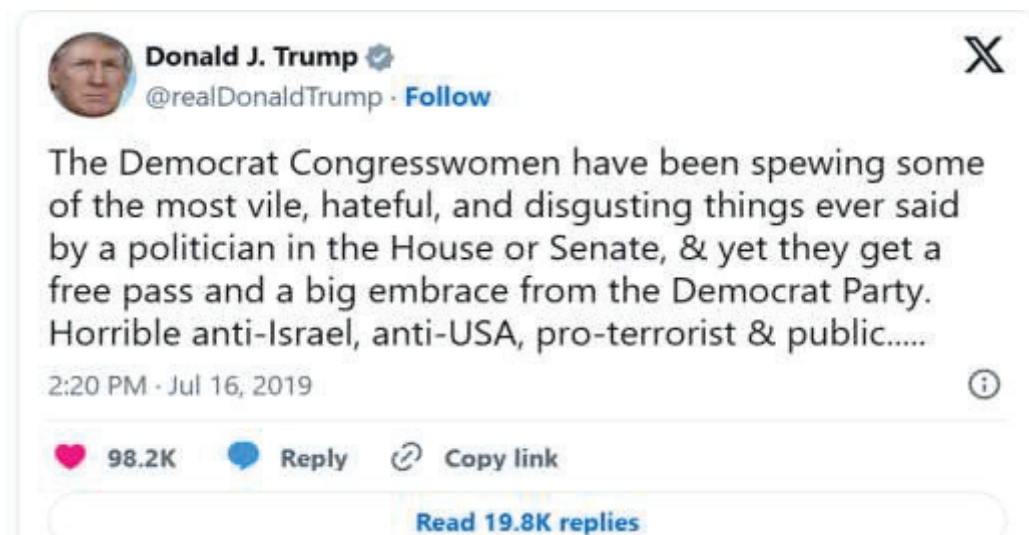 Donald J. Trump
@realDonaldTrump · Follow
The Democrat Congresswomen have been spewing some
of the most vile, hateful, and disgusting things ever said
by a politician in the House or Senate, & yet they get a
free pass and a big embrace from the Democrat Party.
Horrible anti-Israel, anti-USA, pro-terrorist & public.....
2:20 PM · Jul 16, 2019
98.2K Reply Copy link
Read 19.8K replies